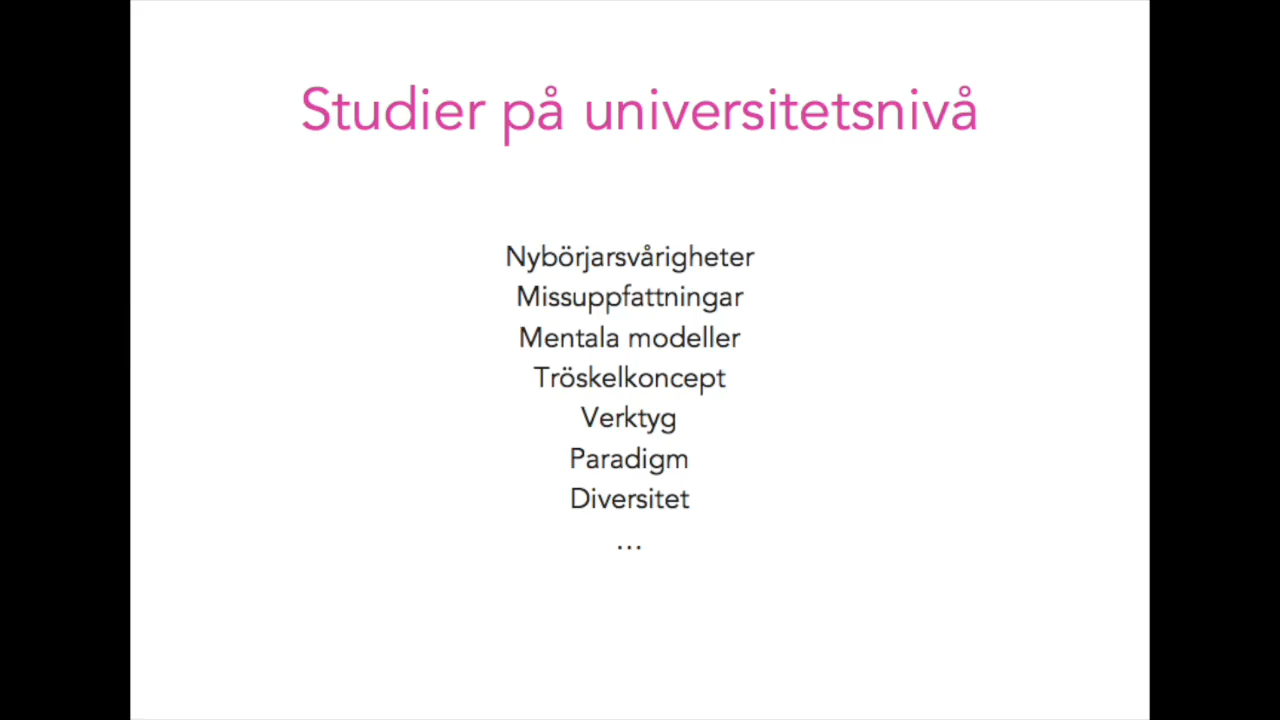 Studier på universitetsnivå
Nybörjarsvårigheter
Missuppfattningar
Mentala modeller
Tröskelkoncept
Verktyg
Paradigm
Diversitet
…